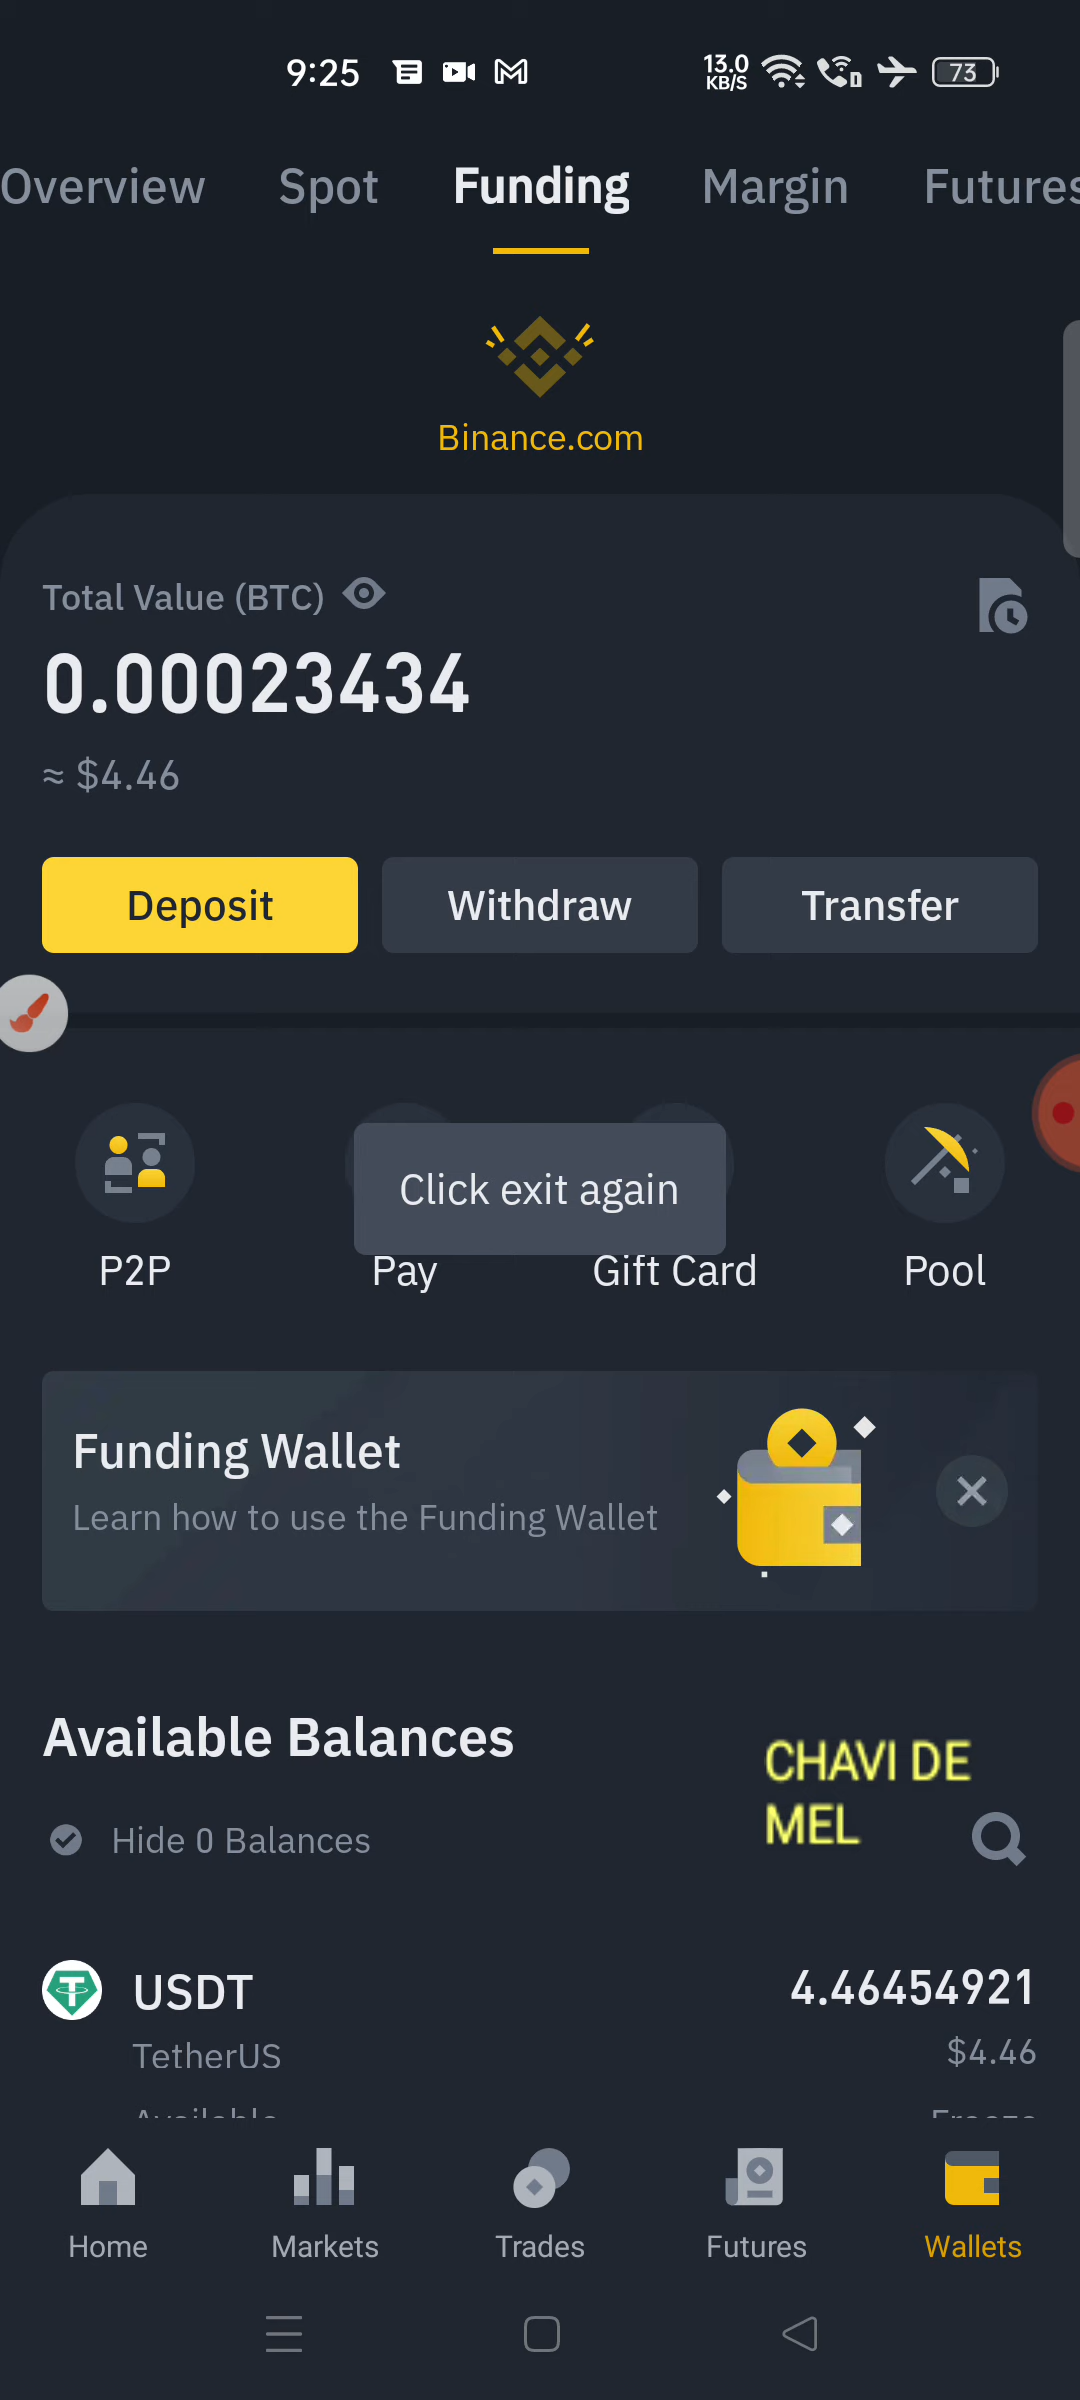 9:25 13.0 KB/S 73
Overview Spot Funding Margin Futures
Binance.com
Total Value (BTC)
0.00023434
≈ $4.46
Deposit Withdraw Transfer
Click exit again
P2P Pay Gift Card Pool
Funding Wallet
Learn how to use the Funding Wallet
Available Balances
CHAVI DE
MEL
Hide 0 Balances
USDT 4.46454921
TetherUS $4.46
Available Freeze
Home Markets Trades Futures Wallets